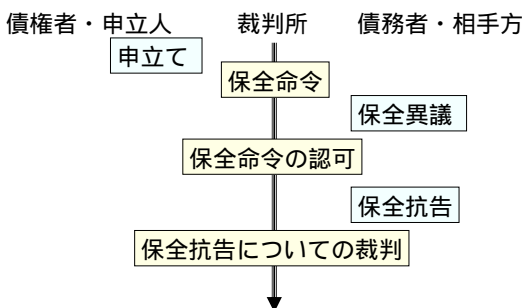 債権者・申立人 裁判所 債務者・相手方
申立て
保全命令
保全異議
保全命令の認可
保全抗告
保全抗告についての裁判